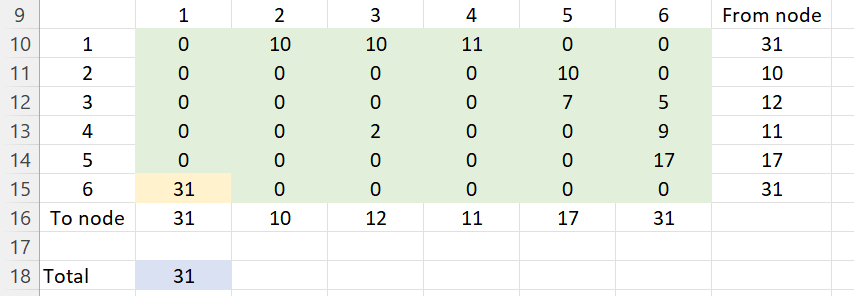 9 1 2 3 4 5 6 From node
10 1 0 10 10 11 0 0 31
11 2 0 0 0 0 10 0 10
12 3 0 0 0 0 7 5 12
13 4 0 0 2 0 0 9 11
14 5 0 0 0 0 0 17 17
15 6 31 0 0 0 0 0 31
16 To node 31 10 12 11 17 31
17
18 Total 31